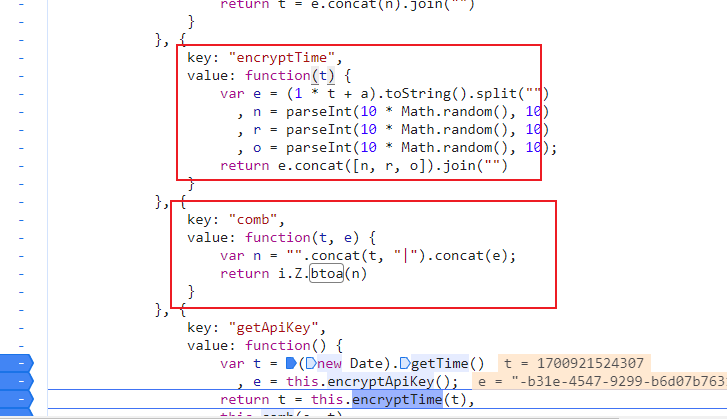 return t = e.concat(n).join("")
}
}, {
key: "encryptTime",
value: function(t) {
var e = (1 * t + a).toString().split("")
, n = parseInt(10 * Math.random(), 10)
, r = parseInt(10 * Math.random(), 10)
, o = parseInt(10 * Math.random(), 10);
return e.concat([n, r, o]).join("")
}
}, {
key: "comb",
value: function(t, e) {
var n = "".concat(t, "|").concat(e);
return i.Z.btoa(n)
}
}, {
key: "getApiKey",
value: function() {
var t = (new Date).getTime() t = 1700921524307
, e = this.encryptApiKey(); e = "-b31e-4547-9299-b6d07b763
return t = this.encryptTime(t),
this.comb(e, t)